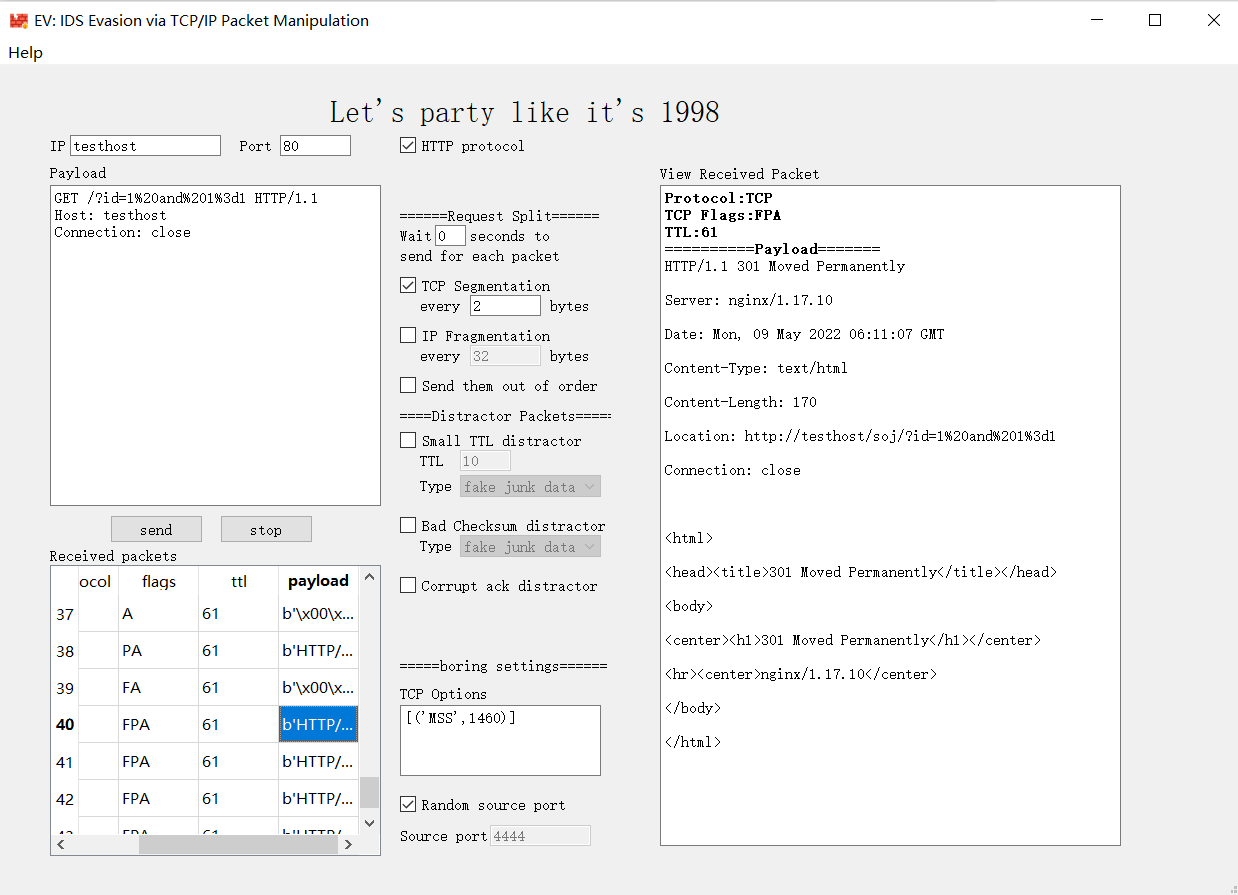 EV: IDS Evasion via TCP/IP Packet Manipulation
Help
Let's party like it's 1998
IP testhost Port 80
HTTP protocol
Payload
GET /?id=1%20and%201%3d1 HTTP/1.1
Host: testhost
Connection: close
send stop
Received packets
ocol flags ttl payload
37 A 61 b'\x00\x...
38 PA 61 b'HTTP/...
39 FA 61 b'\x00\x...
40 FPA 61 b'HTTP/...
41 FPA 61 b'HTTP/...
42 FPA 61 b'HTTP/...
43 FPA 61 b'HTTP/
======Request Split======
Wait 0 seconds to
send for each packet
TCP Segmentation
every 2 bytes
IP Fragmentation
every 32 bytes
Send them out of order
====Distractor Packets=====
Small TTL distractor
TTL 10
Type fake junk data
Bad Checksum distractor
Type fake junk data
Corrupt ack distractor
=====boring settings======
TCP Options
[('MSS',1460)]
Random source port
Source port 4444
View Received Packet
Protocol:TCP
TCP Flags:FPA
TTL:61
==========Payload=======
HTTP/1.1 301 Moved Permanently
Server: nginx/1.17.10
Date: Mon, 09 May 2022 06:11:07 GMT
Content-Type: text/html
Content-Length: 170
Location: http://testhost/soj/?id=1%20and%201%3d1
Connection: close
<html>
<head><title>301 Moved Permanently</title></head>
<body>
<center><h1>301 Moved Permanently</h1></center>
<hr><center>nginx/1.17.10</center>
</body>
</html>